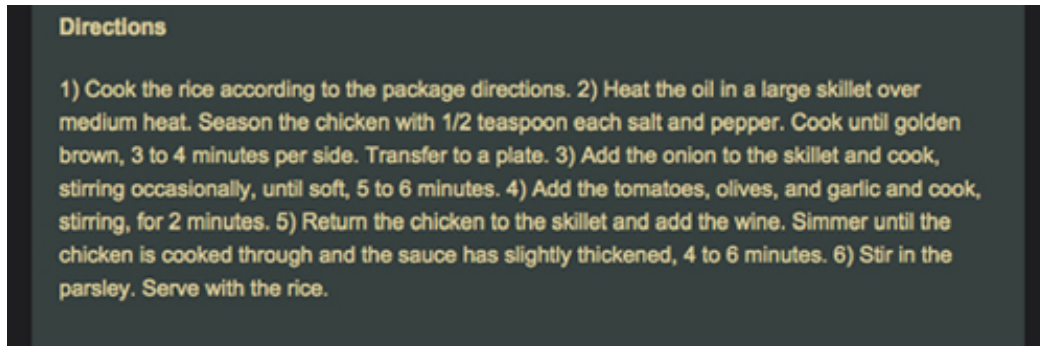 Directions
1) Cook the rice according to the package directions. 2) Heat the oil in a large skillet over
medium heat. Season the chicken with 1/2 teaspoon each salt and pepper. Cook until golden
brown, 3 to 4 minutes per side. Transfer to a plate. 3) Add the onion to the skillet and cook,
stirring occasionally, until soft, 5 to 6 minutes. 4) Add the tomatoes, olives, and garlic and cook,
stirring, for 2 minutes. 5) Return the chicken to the skillet and add the wine. Simmer until the
chicken is cooked through and the sauce has slightly thickened, 4 to 6 minutes. 6) Stir in the
parsley. Serve with the rice.